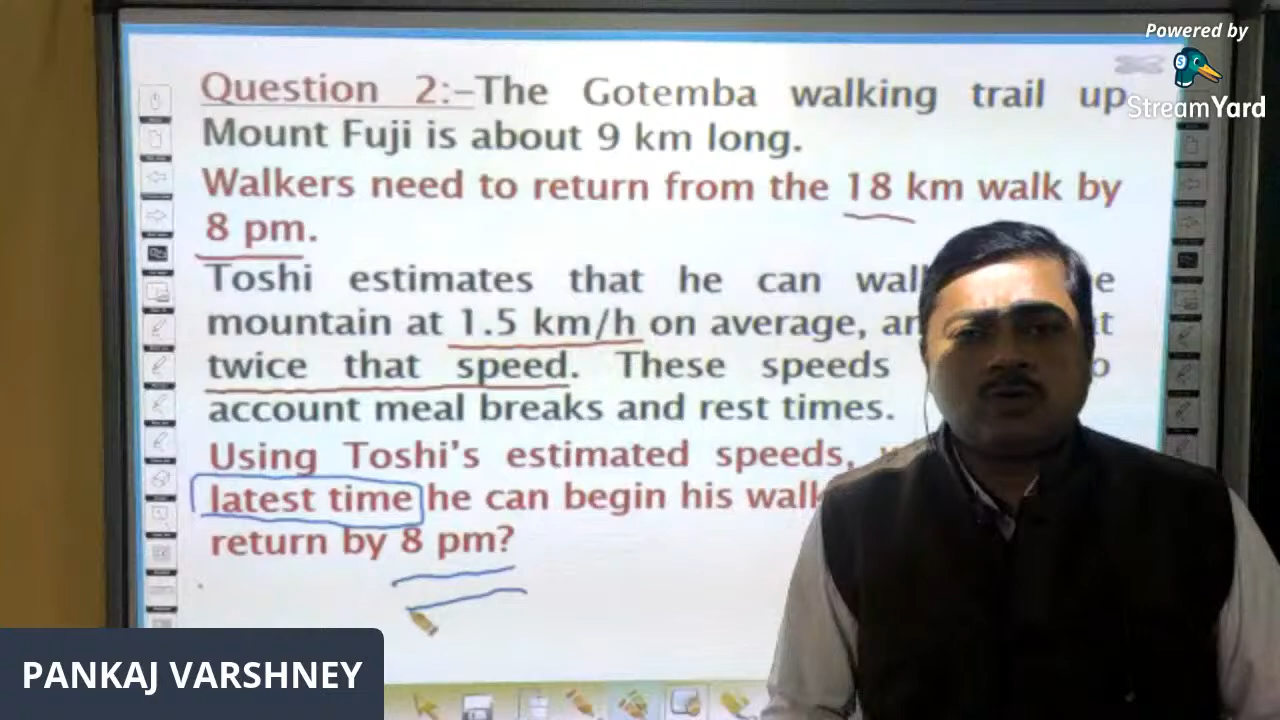 Powered by
StreamYard
Question 2:-The Gotemba walking trail up
Mount Fuji is about 9 km long.
Walkers need to return from the 18 km walk by
8 pm.
Toshi estimates that he can
mountain at 1.5 km/h on average,
twice that speed. These speeds
account meal breaks and rest times.
Using Toshi's estimated speeds,
latest time he can begin his walk
return by 8 pm?
PANKAJ VARSHNEY